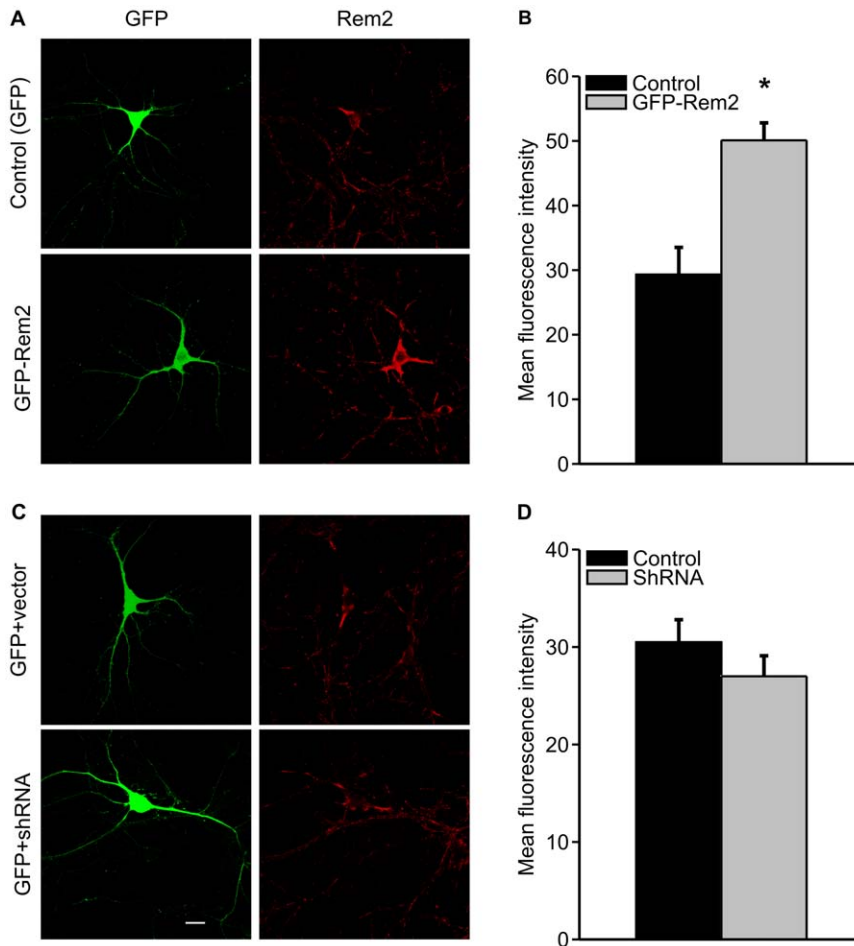 A
GFP
Rem2
Control (GFP)
GFP-Rem2
B
60
50
40
30
20
10
0
Mean fluorescence intensity
Control
GFP-Rem2
*
C
GFP+vector
GFP+shRNA
D
40
30
20
10
0
Mean fluorescence intensity
Control
ShRNA